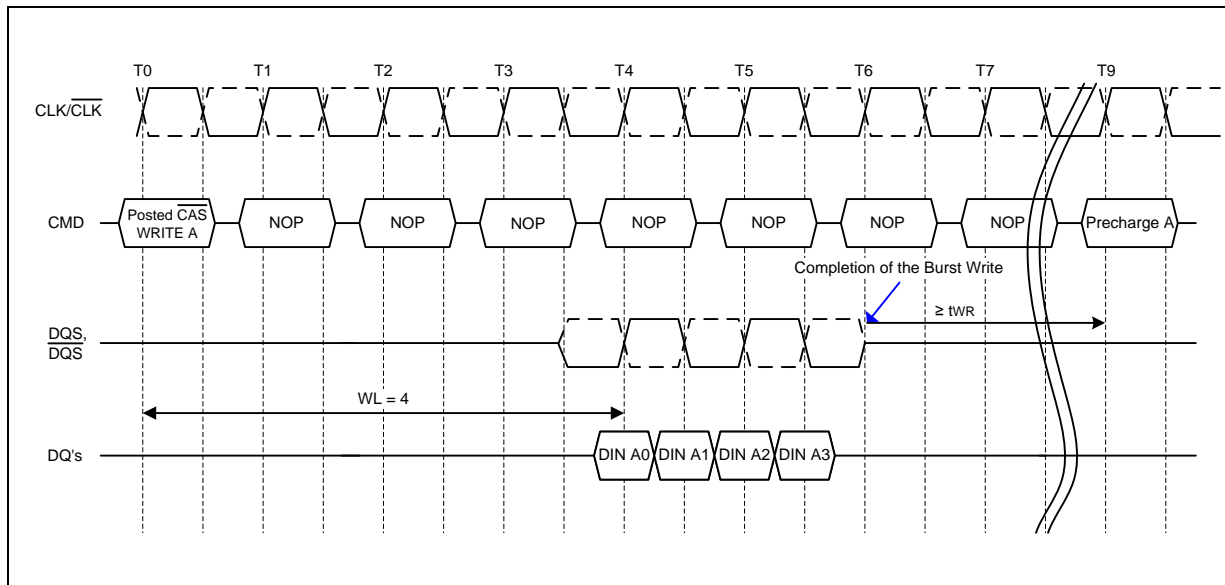 T0 T1 T2 T3 T4 T5 T6 T7 T9
CLK/CLK
CMD
Posted CAS
WRITE A
NOP NOP NOP NOP NOP NOP NOP Precharge A
Completion of the Burst Write
≥ tWR
DQS,
DQS
WL = 4
DQ's
DIN A0 DIN A1 DIN A2 DIN A3